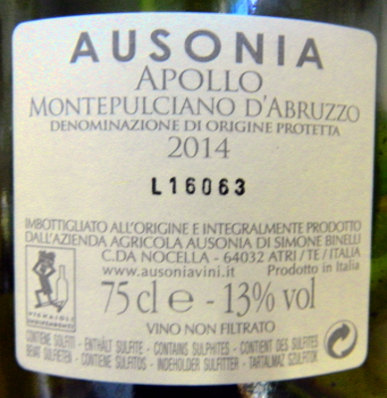 AUSONIA
APOLLO
MONTEPULCIANO D'ABRUZZO
DENOMINAZIONE DI ORIGINE PROTETTA
2014
L16063
IMBOTTIGLIATO ALL'ORIGINE E INTEGRALMENTE PRODOTTO
DALL'AZIENDA AGRICOLA AUSONIA DI SIMONE BINELLI
C.DA NOCELLA - 64032 ATRI / TE / ITALIA
www.ausoniavini.it Prodotto in Italia
75 cl e - 13% vol
VINO NON FILTRATO
VIGNAIOLI
INDIPENDENTI
CONTIENE SOLFITI - ENTHÄLT SULFITE - CONTAINS SULPHITES - CONTIENT DES SULFITES
BEVAT SULFIETEN - CONTIENE SULFITOS - INDEHOLDER SULFITTER - TARTALMAZ SZULFITOK